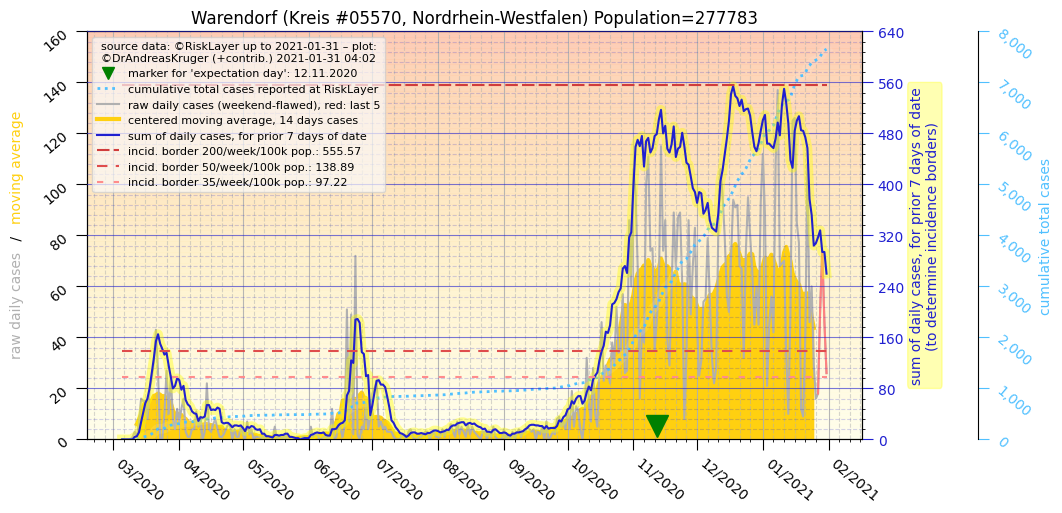 Warendorf (Kreis #05570, Nordrhein-Westfalen) Population=277783
source data: ©RiskLayer up to 2021-01-31 – plot:
©DrAndreasKruger (+contrib.) 2021-01-31 04:02
marker for 'expectation day': 12.11.2020
cumulative total cases reported at RiskLayer
raw daily cases (weekend-flawed), red: last 5
centered moving average, 14 days cases
sum of daily cases, for prior 7 days of date
incid. border 200/week/100k pop.: 555.57
incid. border 50/week/100k pop.: 138.89
incid. border 35/week/100k pop.: 97.22
raw daily cases / moving average
160
140
120
100
80
60
40
20
0
03/2020
04/2020
05/2020
06/2020
07/2020
08/2020
09/2020
10/2020
11/2020
12/2020
01/2021
02/2021
640
560
480
400
320
240
160
80
0
sum of daily cases, for prior 7 days of date
(to determine incidence borders)
8,000
7,000
6,000
5,000
4,000
3,000
2,000
1,000
0
cumulative total cases